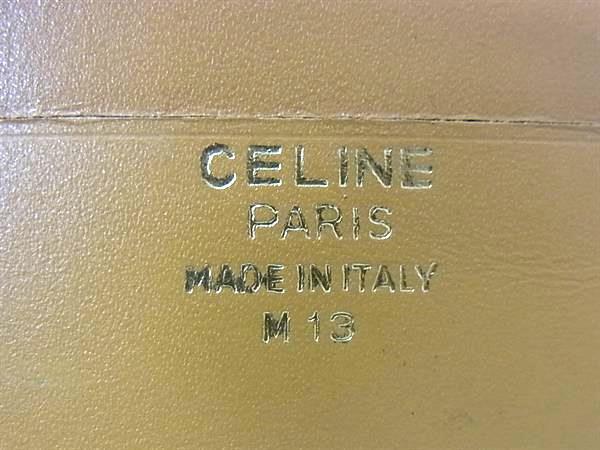 CELINE
PARIS
MADE IN ITALY
M 13